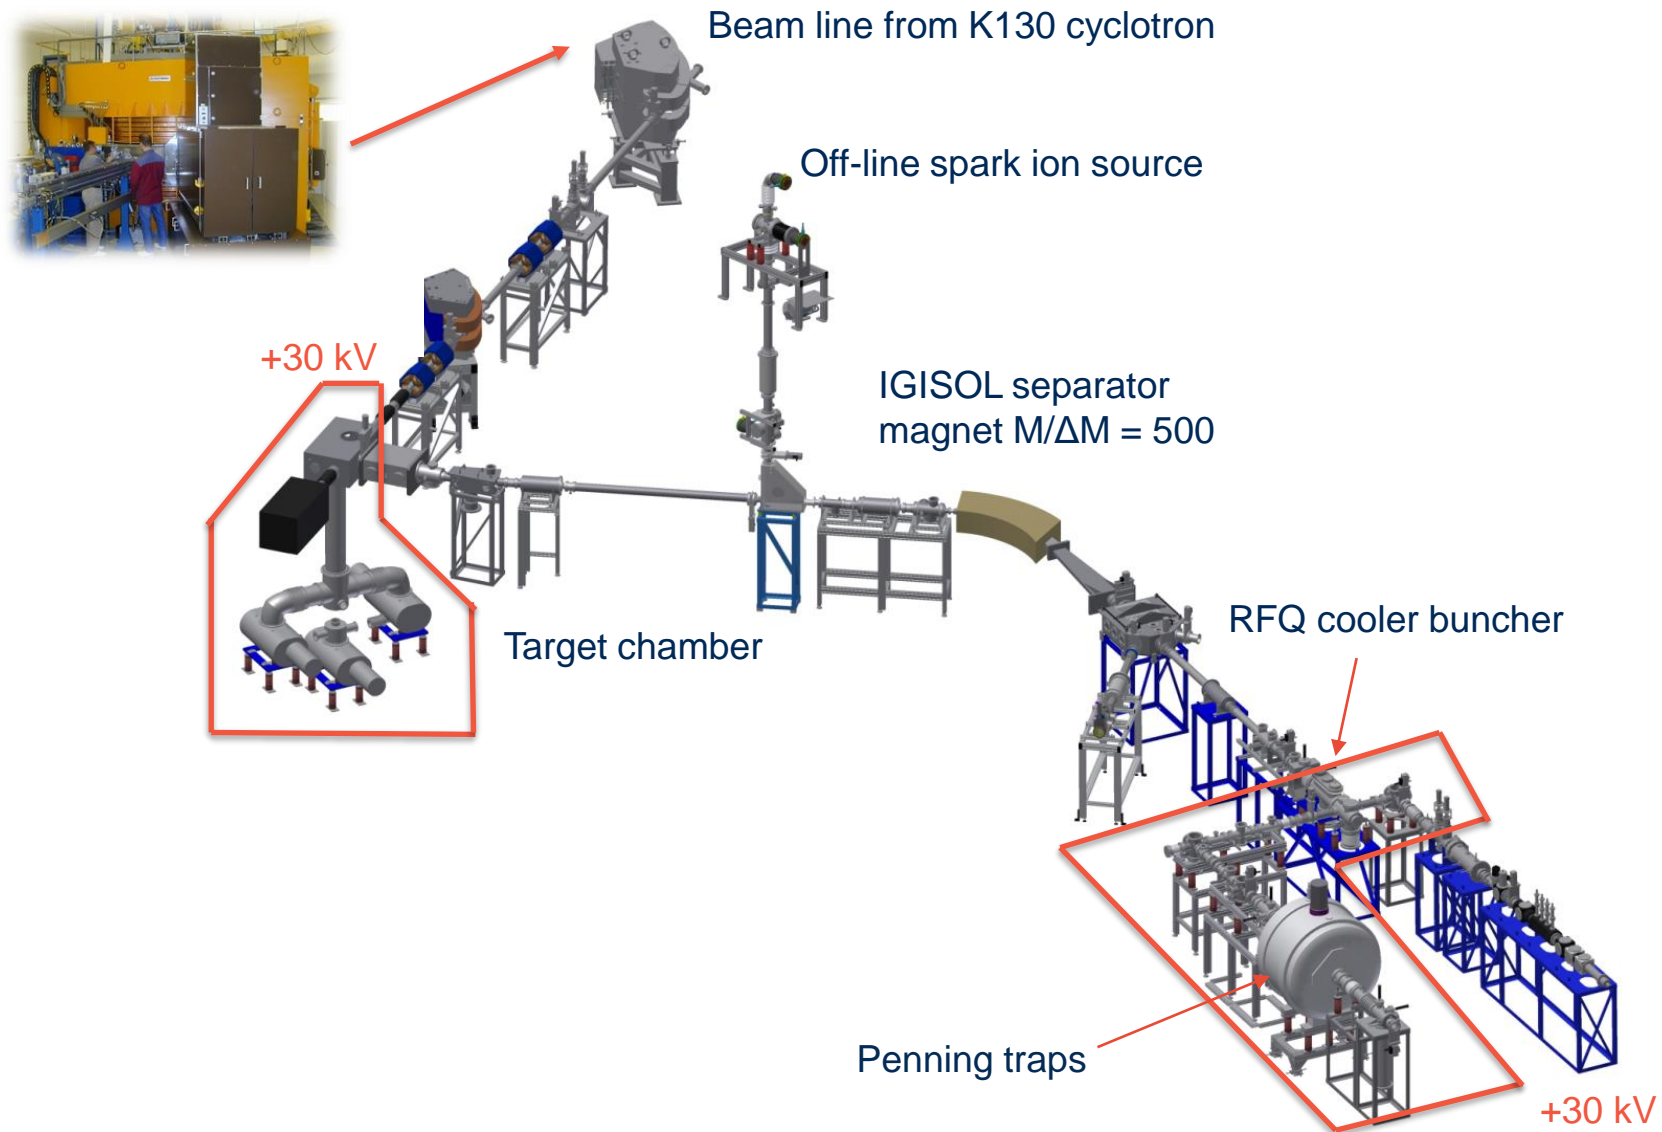 Beam line from K130 cyclotron
Off-line spark ion source
+30 kV
IGISOL separator
magnet M/ΔM = 500
RFQ cooler buncher
Target chamber
Penning traps
+30 kV